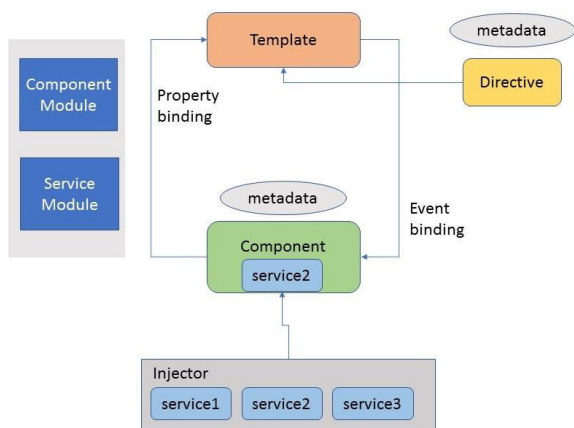 Template
metadata
Directive
Component
Module
Service
Module
Property
binding
metadata
Event
binding
Component
service2
Injector
service1
service2
service3